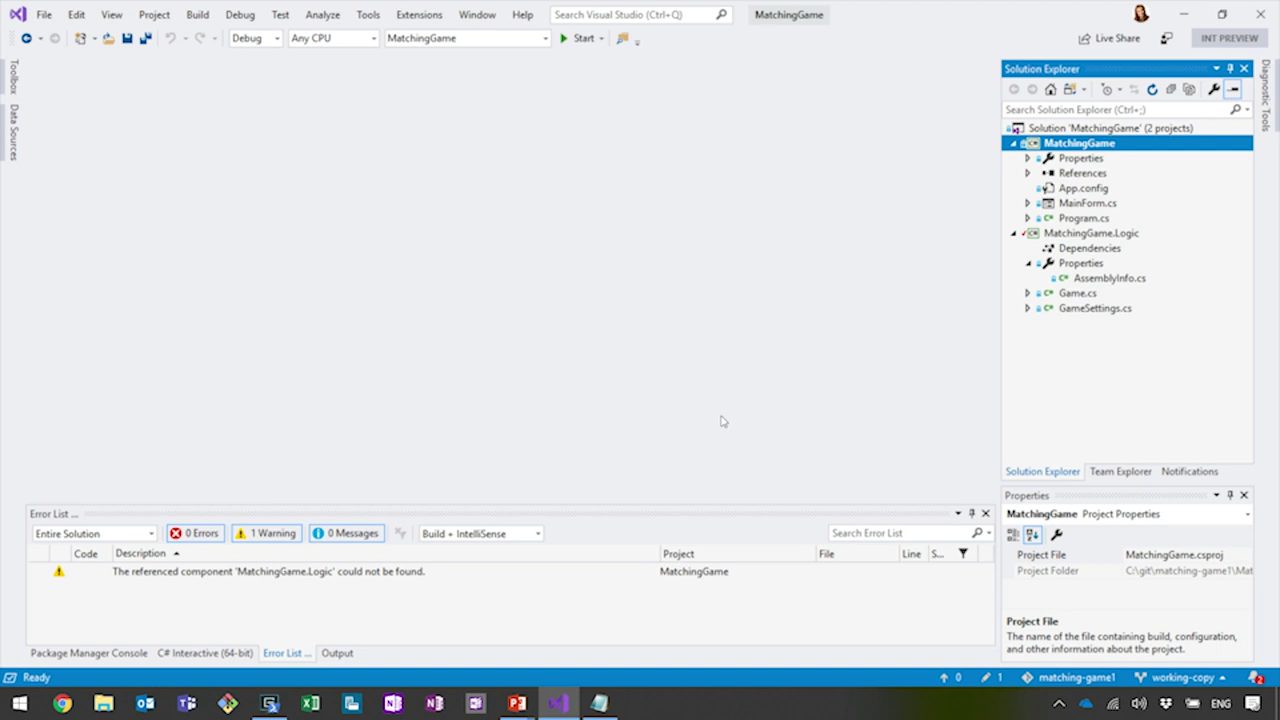 File Edit View Project Build Debug Test Analyze Tools Extensions Window Help Search Visual Studio (Ctrl+Q) MatchingGame
Debug Any CPU MatchingGame Start Live Share INT PREVIEW
Toolbox
Data Sources
Solution Explorer
Search Solution Explorer (Ctrl+;)
Solution 'MatchingGame' (2 projects)
MatchingGame
Properties
References
App.config
MainForm.cs
Program.cs
MatchingGame.Logic
Dependencies
Properties
AssemblyInfo.cs
Game.cs
GameSettings.cs
Solution Explorer Team Explorer Notifications
Diagnostic Tools
Properties
MatchingGame Project Properties
Project File MatchingGame.csproj
Project Folder C:\git\matching-game1\Mat
Project File
The name of the file containing build, configuration,
and other information about the project.
Error List ...
Entire Solution 0 Errors 1 Warning 0 Messages Build + IntelliSense Search Error List
Code Description Project File Line S...
The referenced component 'MatchingGame.Logic' could not be found. MatchingGame
Package Manager Console C# Interactive (64-bit) Error List ... Output
Ready 0 1 matching-game1 working-copy 2
ENG